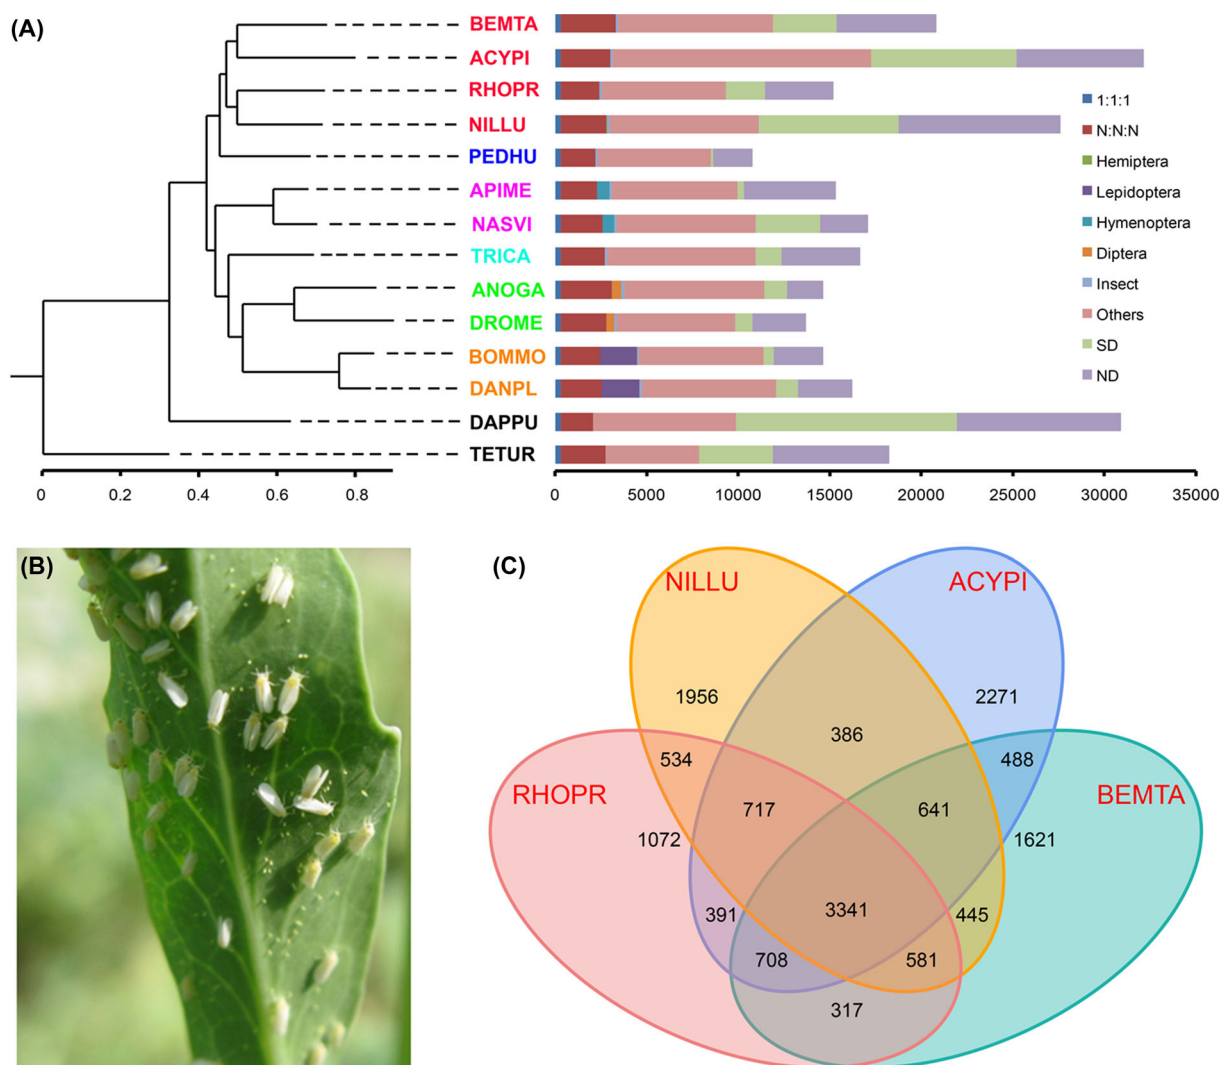 (A)
BEMTA
ACYPI
RHOPR
NILLU
PEDHU
APIME
NASVI
TRICA
ANOGA
DROME
BOMMO
DANPL
DAPPU
TETUR
1:1:1
N:N:N
Hemiptera
Lepidoptera
Hymenoptera
Diptera
Insect
Others
SD
ND
0 0.2 0.4 0.6 0.8
0 5000 10000 15000 20000 25000 30000 35000
(B)
(C)
NILLU ACYPI
1956 2271
386
534 488
RHOPR BEMTA
717 641
1072 1621
391 3341 445
708 581
317